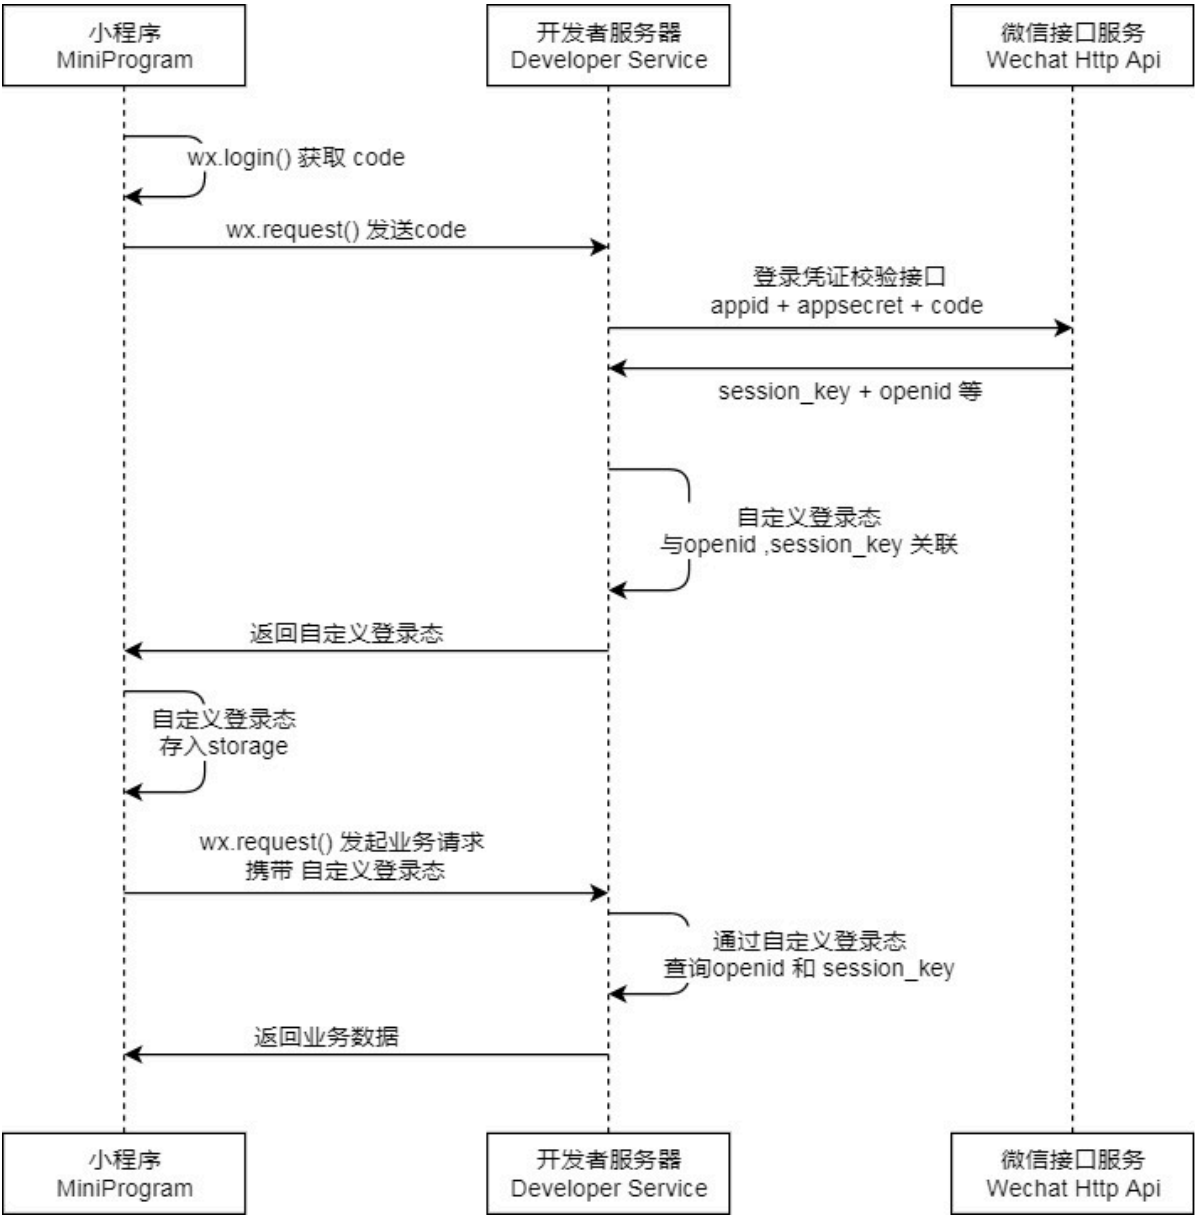 小程序
MiniProgram
开发者服务器
Developer Service
微信接口服务
Wechat Http Api
wx.login() 获取 code
wx.request() 发送code
登录凭证校验接口
appid + appsecret + code
session_key + openid 等
自定义登录态
与openid ,session_key 关联
返回自定义登录态
自定义登录态
存入storage
wx.request() 发起业务请求
携带 自定义登录态
通过自定义登录态
查询openid 和 session_key
返回业务数据
小程序
MiniProgram
开发者服务器
Developer Service
微信接口服务
Wechat Http Api